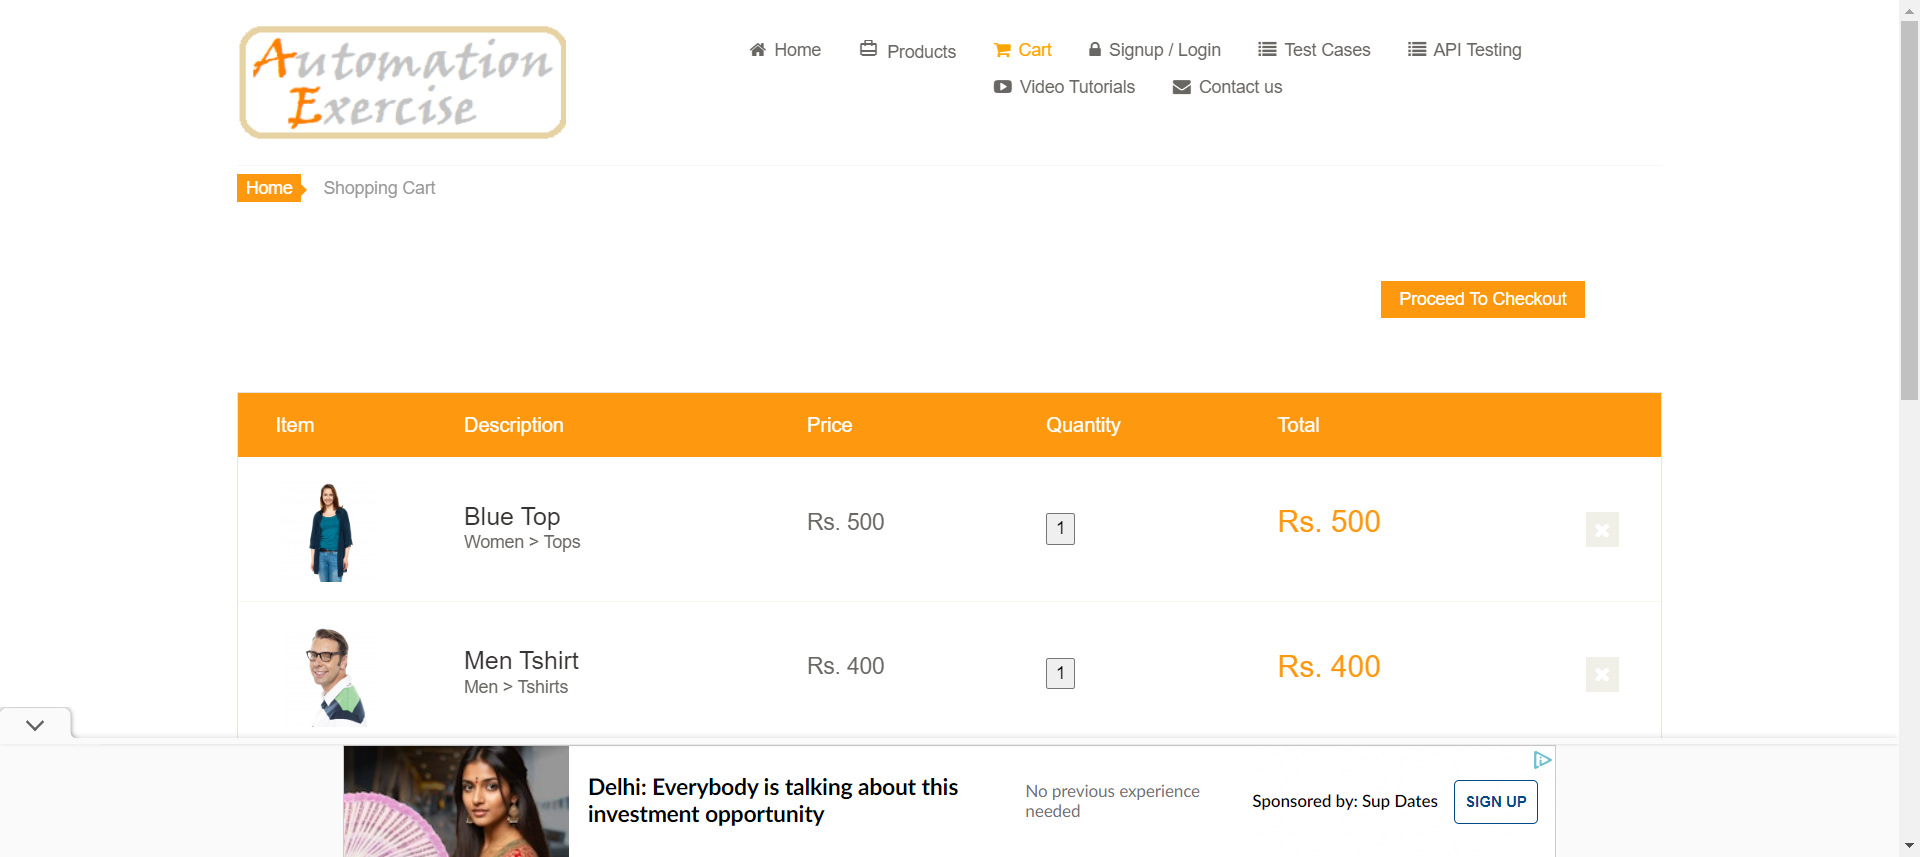 Automation
Exercise
Home
Products
Cart
Signup / Login
Test Cases
API Testing
Video Tutorials
Contact us
Home
Shopping Cart
Proceed To Checkout
Item Description Price Quantity Total
Blue Top
Women > Tops
Rs. 500
1
Rs. 500
Men Tshirt
Men > Tshirts
Rs. 400
1
Rs. 400
Delhi: Everybody is talking about this
investment opportunity
No previous experience
needed
Sponsored by: Sup Dates
SIGN UP